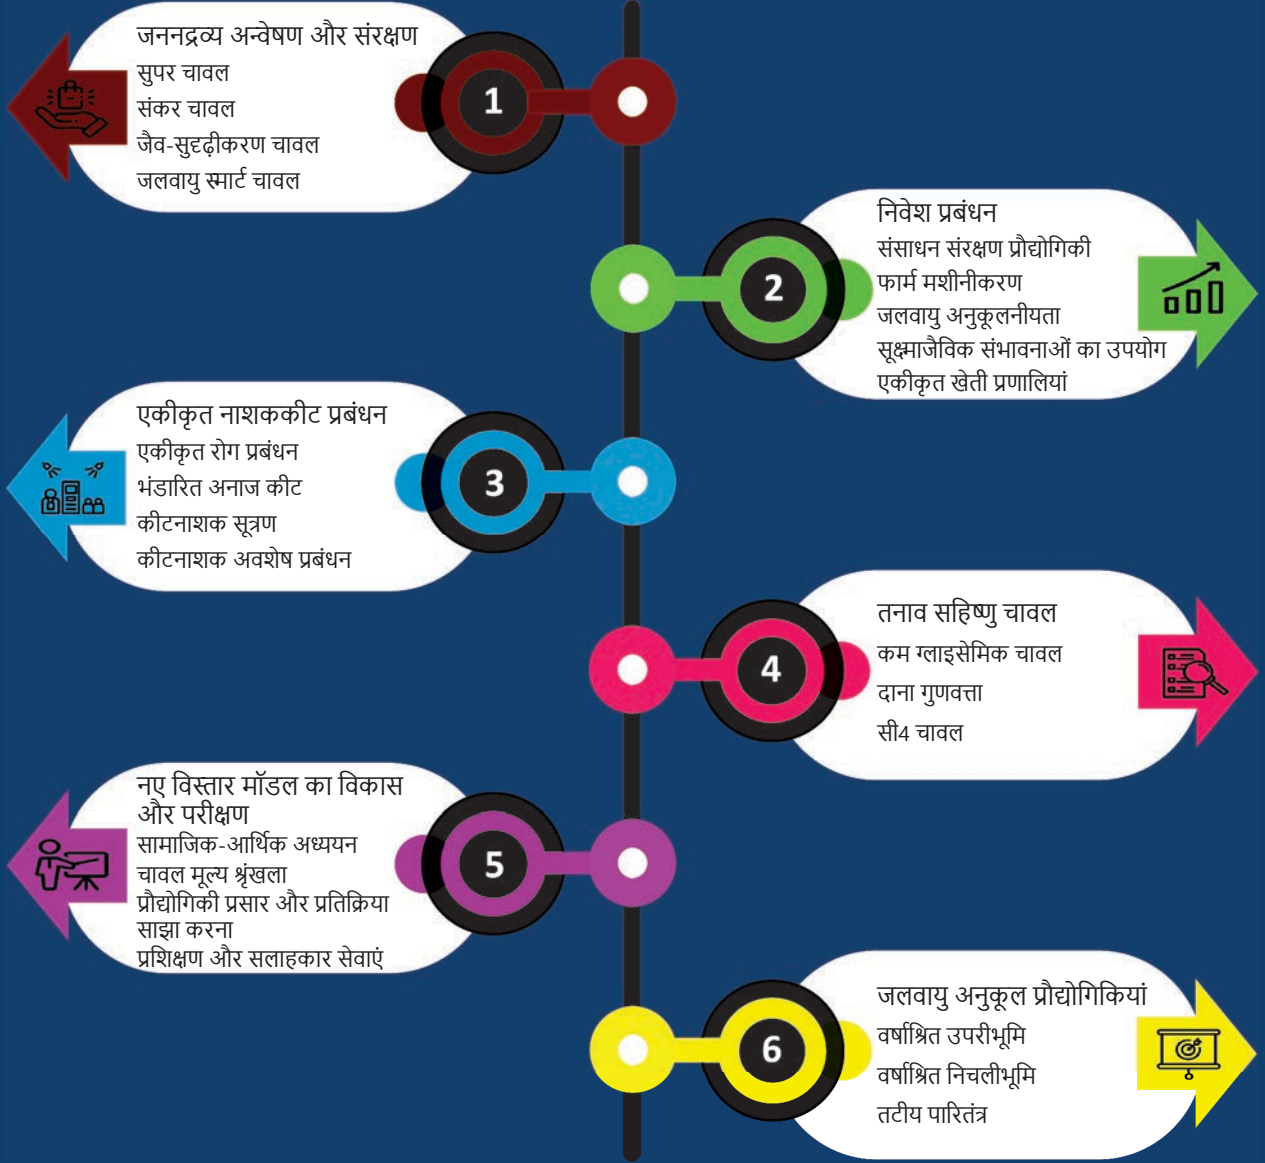 जननद्रव्य अन्वेषण और संरक्षण
सुपर चावल
संकर चावल
जैव-सुदृढ़ीकरण चावल
जलवायु स्मार्ट चावल
1
2
निवेश प्रबंधन
संसाधन संरक्षण प्रौद्योगिकी
फार्म मशीनीकरण
जलवायु अनुकूलनीयता
सूक्ष्माजैविक संभावनाओं का उपयोग
एकीकृत खेती प्रणालियां
एकीकृत नाशककीट प्रबंधन
एकीकृत रोग प्रबंधन
भंडारित अनाज कीट
कीटनाशक सूत्रण
कीटनाशक अवशेष प्रबंधन
3
4
तनाव सहिष्णु चावल
कम ग्लाइसेमिक चावल
दाना गुणवत्ता
सी4 चावल
नए विस्तार मॉडल का विकास
और परीक्षण
सामाजिक-आर्थिक अध्ययन
चावल मूल्य श्रृंखला
प्रौद्योगिकी प्रसार और प्रतिक्रिया
साझा करना
प्रशिक्षण और सलाहकार सेवाएं
5
6
जलवायु अनुकूल प्रौद्योगिकियां
वर्षाश्रित उपरीभूमि
वर्षाश्रित निचलीभूमि
तटीय पारितंत्र